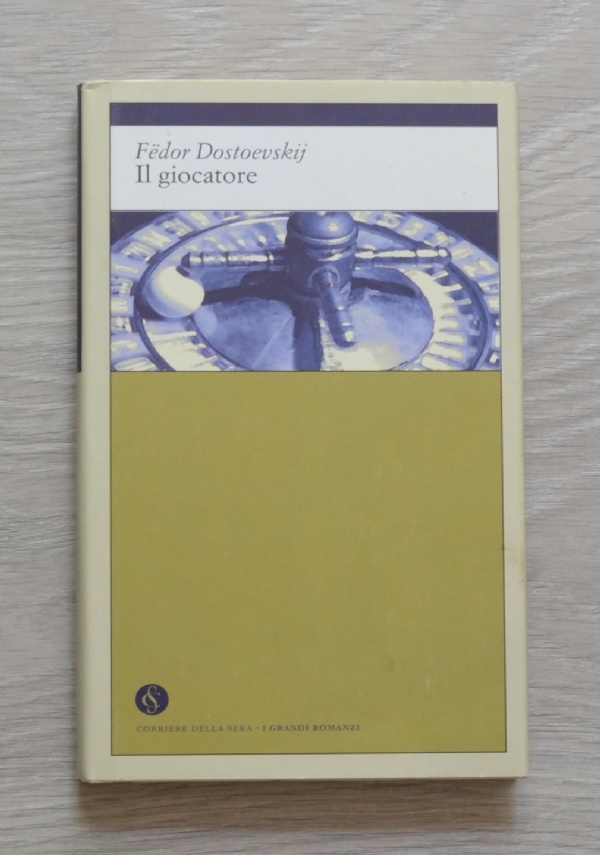 Fëdor Dostoevskij
Il giocatore
CORRIERE DELLA SERA • I GRANDI ROMANZI